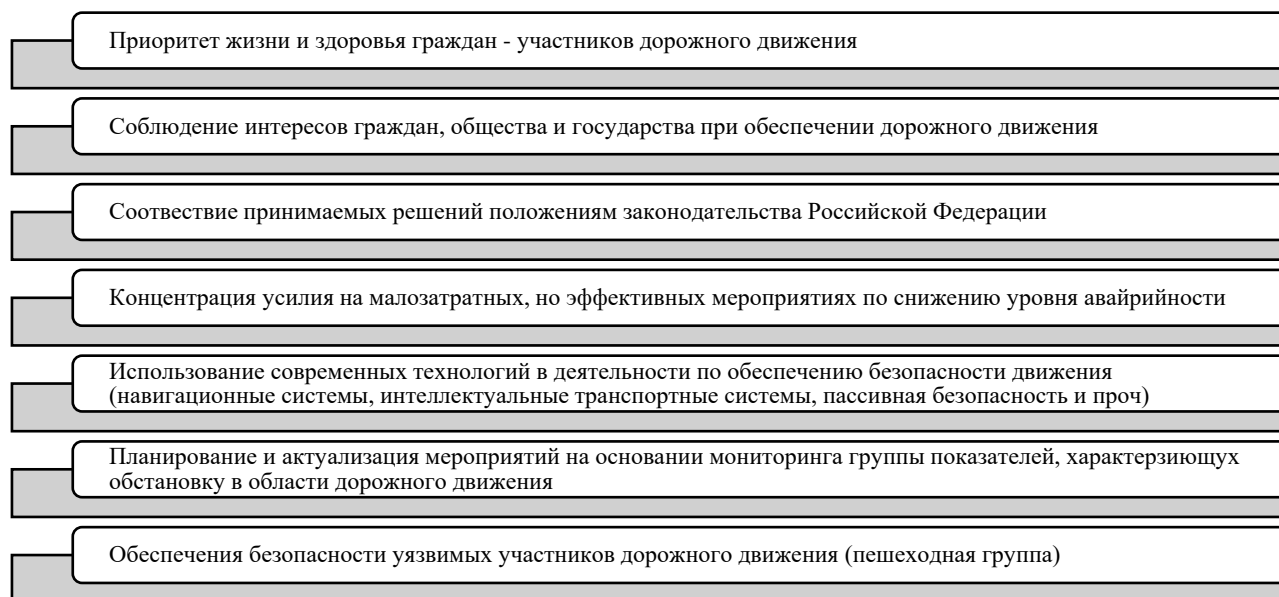 Приоритет жизни и здоровья граждан - участников дорожного движения
Соблюдение интересов граждан, общества и государства при обеспечении дорожного движения
Соотвествие принимаемых решений положениям законодательства Российской Федерации
Концентрация усилия на малозатратных, но эффективных мероприятиях по снижению уровня авайрийности
Использование современных технологий в деятельности по обеспечению безопасности движения
(навигационные системы, интеллектуальные транспортные системы, пассивная безопасность и проч)
Планирование и актуализация мероприятий на основании мониторинга группы показателей, характерзиющух
обстановку в области дорожного движения
Обеспечения безопасности уязвимых участников дорожного движения (пешеходная группа)